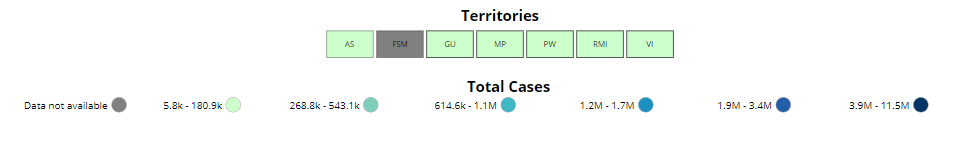 Territories
AS FSM GU MP PW RMI VI
Total Cases
Data not available 5.8k - 180.9k 268.8k - 543.1k 614.6k - 1.1M 1.2M - 1.7M 1.9M - 3.4M 3.9M - 11.5M